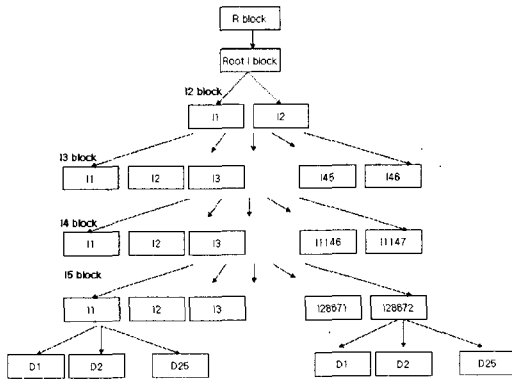 R block
Root I block
I2 block
I1 I2
I3 block
I1 I2 I3 I45 I46
I4 block
I1 I2 I3 I1146 I1147
I5 block
I1 I2 I3 I28671 I28672
D1 D2 D25 D1 D2 D25